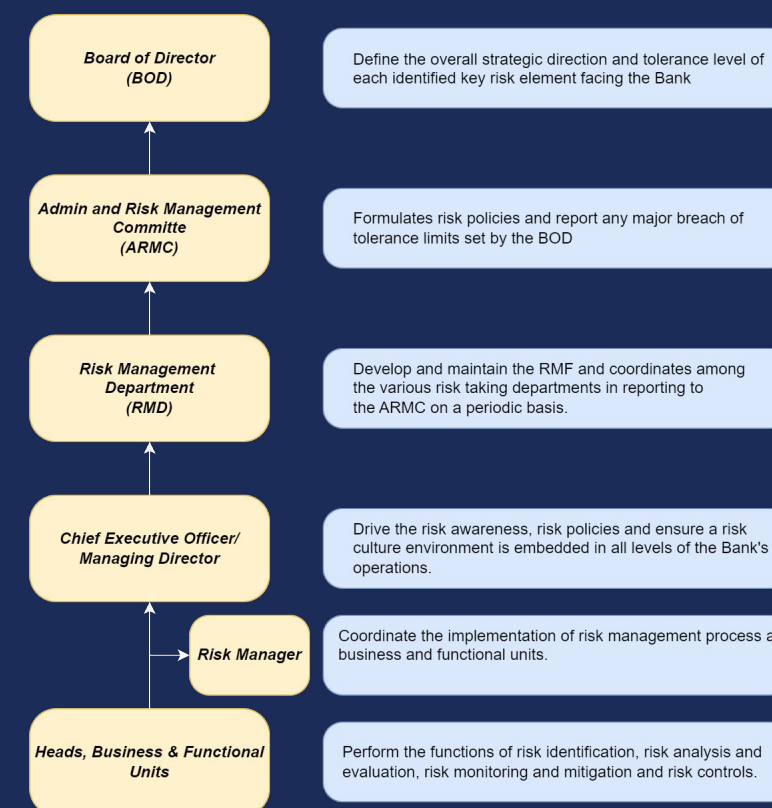 Board of Director
(BOD)
Define the overall strategic direction and tolerance level of
each identified key risk element facing the Bank
Admin and Risk Management
Committe
(ARMC)
Formulates risk policies and report any major breach of
tolerance limits set by the BOD
Risk Management
Department
(RMD)
Develop and maintain the RMF and coordinates among
the various risk taking departments in reporting to
the ARMC on a periodic basis.
Chief Executive Officer/
Managing Director
Drive the risk awareness, risk policies and ensure a risk
culture environment is embedded in all levels of the Bank's
operations.
Risk Manager
Coordinate the implementation of risk management process
business and functional units.
Heads, Business & Functional
Units
Perform the functions of risk identification, risk analysis and
evaluation, risk monitoring and mitigation and risk controls.